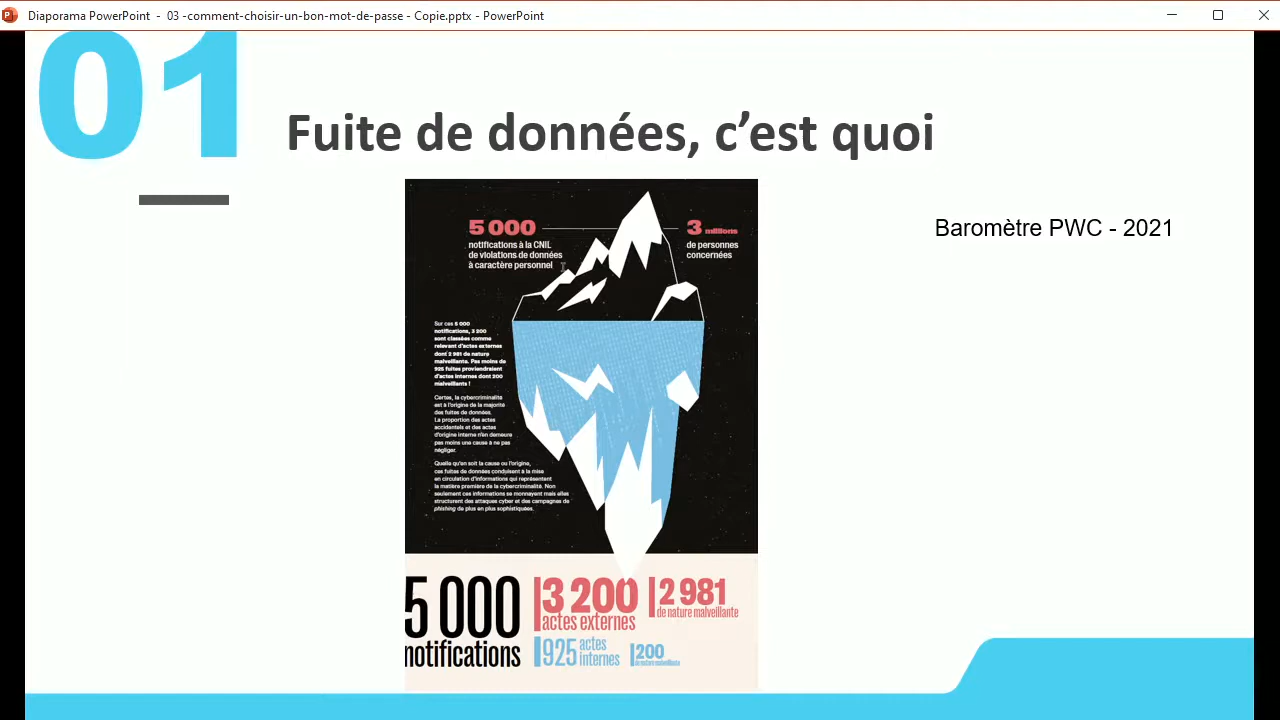 Diaporama PowerPoint - 03 -comment-choisir-un-bon-mot-de-passe - Copie.pptx - PowerPoint
01
Fuite de données, c’est quoi
Baromètre PWC - 2021
5 000
notifications à la CNIL
de violations de données
à caractère personnel
3 millions
de personnes
concernées
Sur ces 5 000
notifications, 3 200
sont classées comme
relevant d'actes externes
dont 2 981 de nature
malveillante. Pas moins de
925 fuites proviendraient
d'actes internes dont 200
malveillants !
Certes, la cybercriminalité
est à l'origine de la majorité
des fuites de données.
La proportion des actes
accidentels et des actes
d'origine interne n'en demeure
pas moins une cause à ne pas
négliger.
Quelle qu'en soit la cause ou l'origine,
ces fuites de données conduisent à la mise
en circulation d'informations qui représentent
la matière première de la cybercriminalité. Non
seulement ces informations se monnayent mais elles
structurent des attaques cyber et des campagnes de
phishing de plus en plus sophistiquées.
5 000
notifications
3 200
actes externes
2 981
de nature malveillante
925 actes
internes
200
de nature malveillante